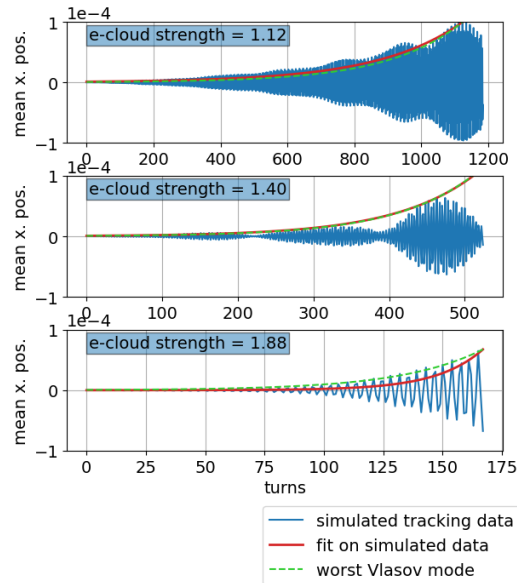 1e−4
e-cloud strength = 1.12
mean x. pos.
1
0
−1
0 200 400 600 800 1000 1200
1e−4
e-cloud strength = 1.40
mean x. pos.
1
0
−1
0 100 200 300 400 500
1e−4
e-cloud strength = 1.88
mean x. pos.
1
0
−1
0 25 50 75 100 125 150 175
turns
simulated tracking data
fit on simulated data
worst Vlasov mode